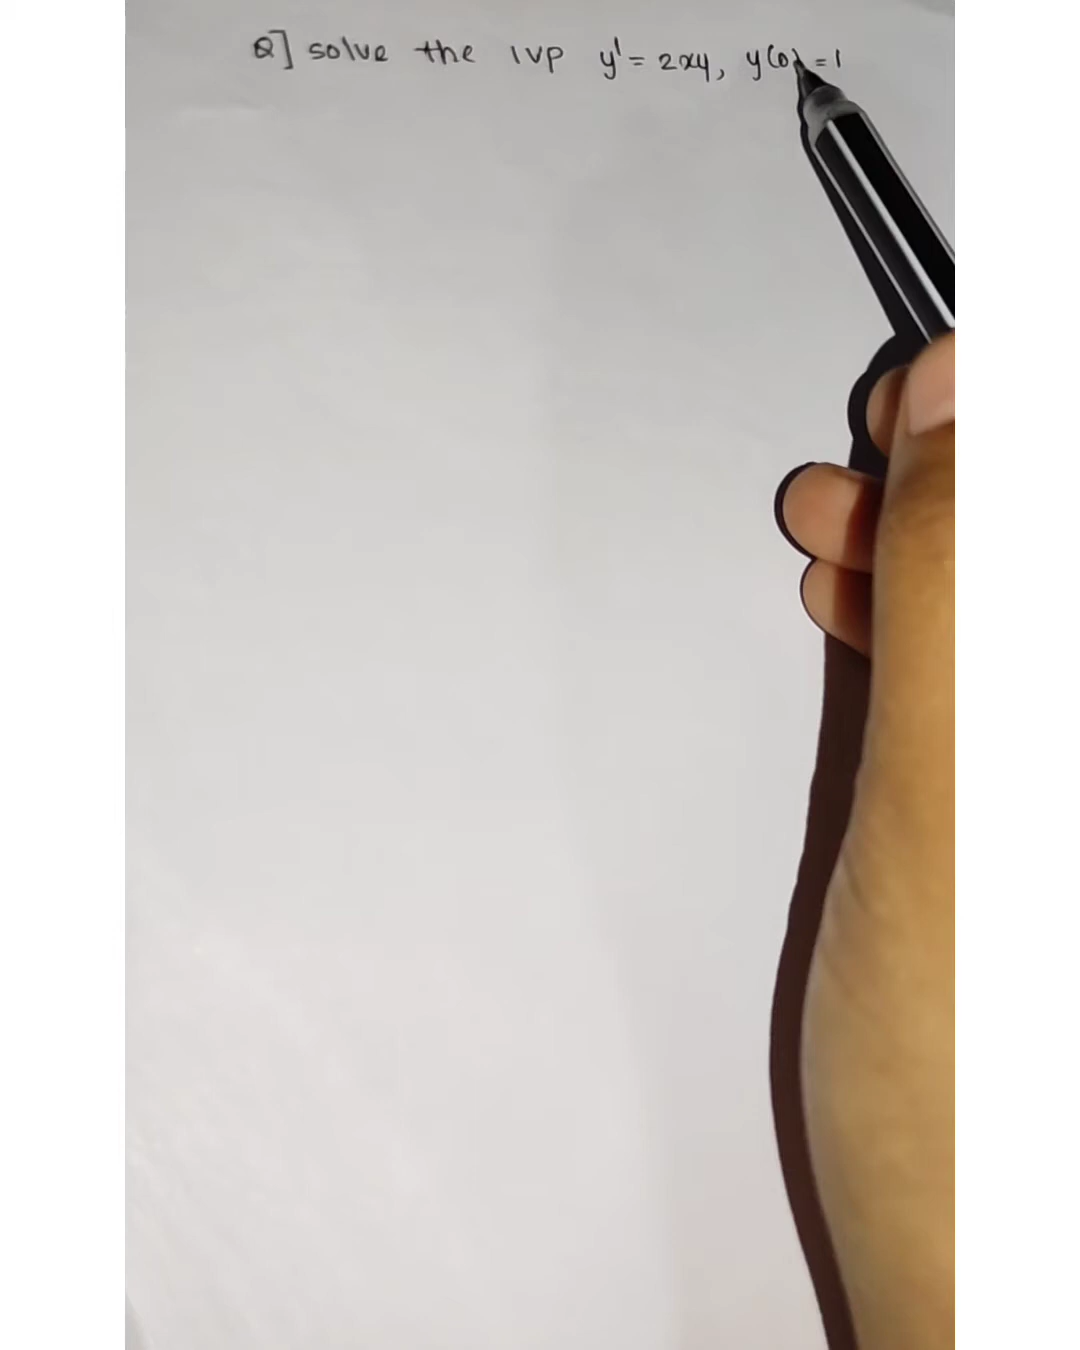 Q] solve the IVP y' = 2xy, y(0) = 1